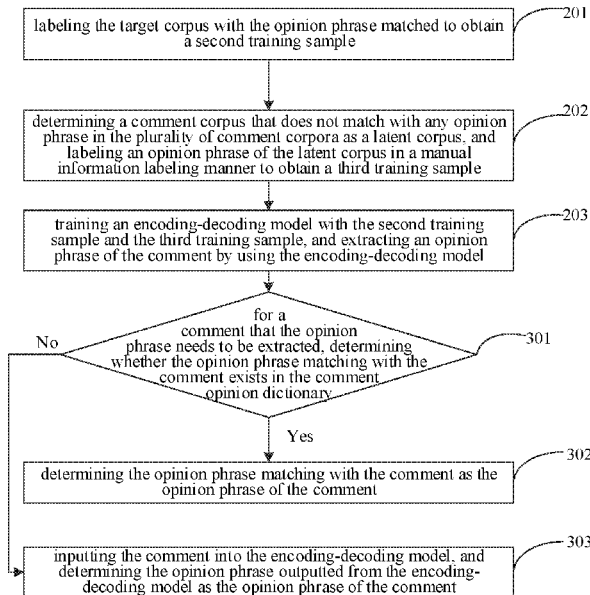 labeling the target corpus with the opinion phrase matched to obtain
a second training sample
201
determining a comment corpus that does not match with any opinion
phrase in the plurality of comment corpora as a latent corpus, and
labeling an opinion phrase of the latent corpus in a manual
information labeling manner to obtain a third training sample
202
training an encoding-decoding model with the second training
sample and the third training sample, and extracting an opinion
phrase of the comment by using the encoding-decoding model
203
for a
comment that the opinion
phrase needs to be extracted, determining
whether the opinion phrase matching with the
comment exists in the comment
opinion dictionary
301
No
Yes
determining the opinion phrase matching with the comment as the
opinion phrase of the comment
302
inputting the comment into the encoding-decoding model, and
determining the opinion phrase outputted from the encoding-
decoding model as the opinion phrase of the comment
303